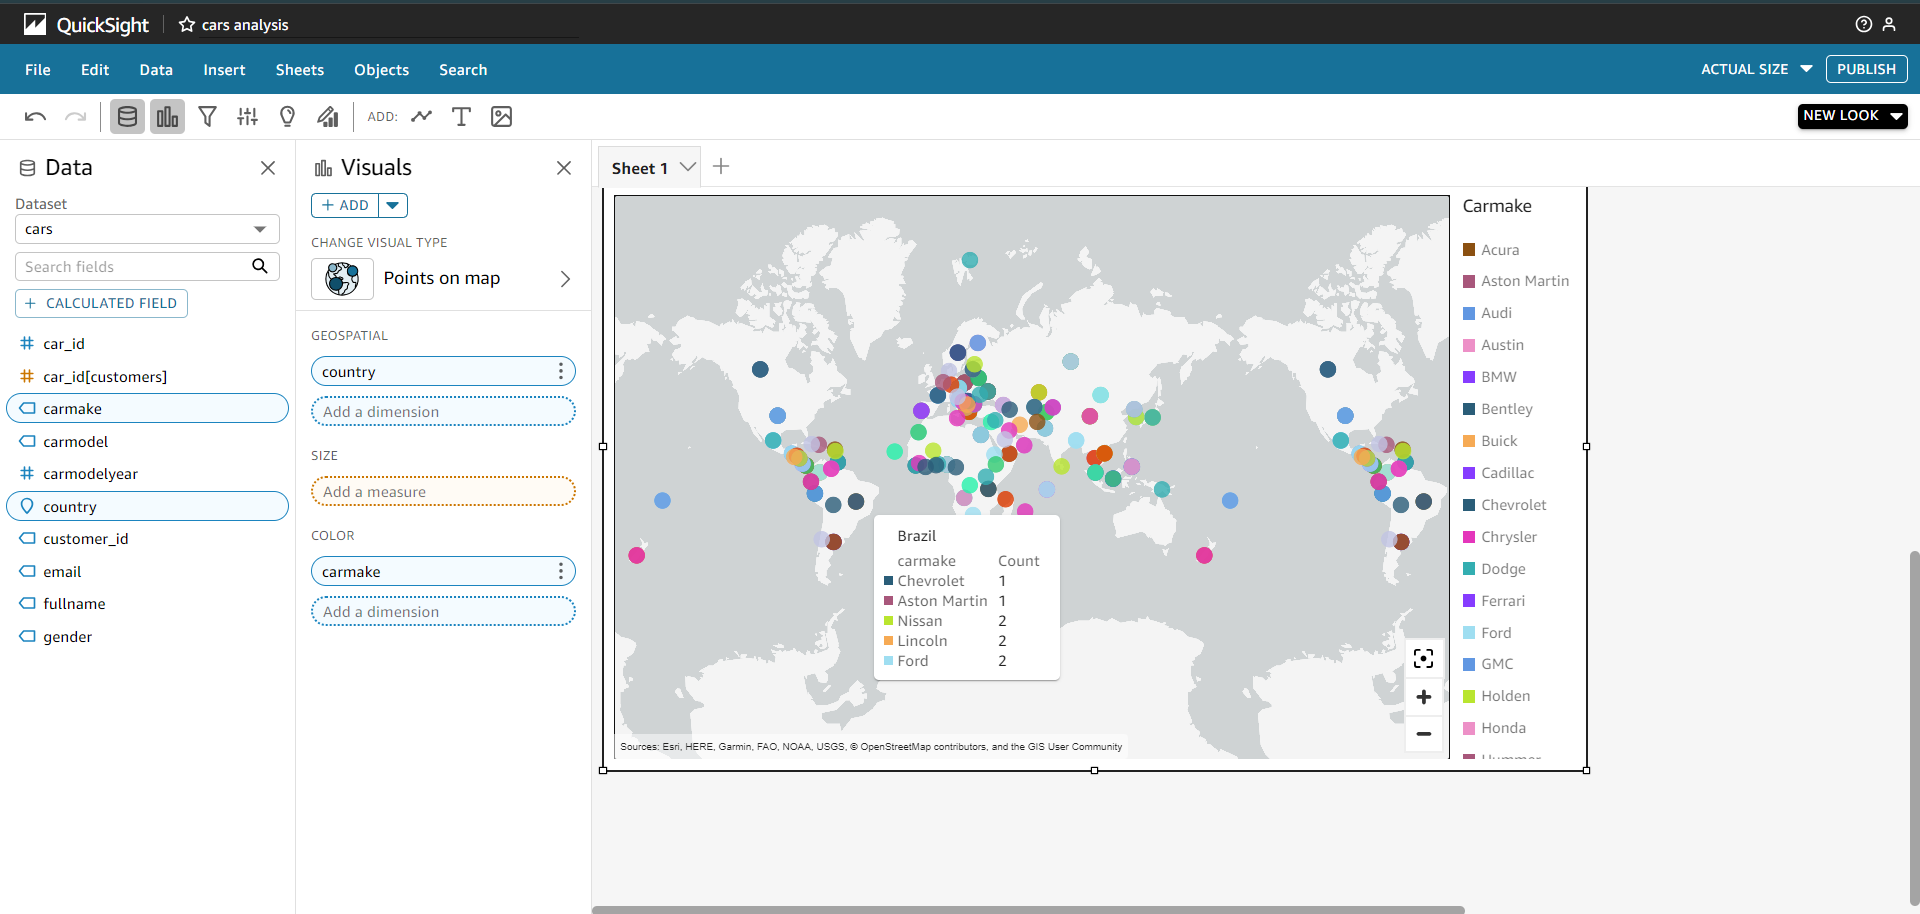 QuickSight
cars analysis
File Edit Data Insert Sheets Objects Search
ACTUAL SIZE PUBLISH
ADD:
NEW LOOK
Data
Dataset
cars
Search fields
+ CALCULATED FIELD
car_id
car_id[customers]
carmake
carmodel
carmodelyear
country
customer_id
email
fullname
gender
Visuals
+ ADD
CHANGE VISUAL TYPE
Points on map
GEOSPATIAL
country
Add a dimension
SIZE
Add a measure
COLOR
carmake
Add a dimension
Sheet 1
Brazil
carmake Count
Chevrolet 1
Aston Martin 1
Nissan 2
Lincoln 2
Ford 2
Sources: Esri, HERE, Garmin, FAO, NOAA, USGS, © OpenStreetMap contributors, and the GIS User Community
Carmake
Acura
Aston Martin
Audi
Austin
BMW
Bentley
Buick
Cadillac
Chevrolet
Chrysler
Dodge
Ferrari
Ford
GMC
Holden
Honda